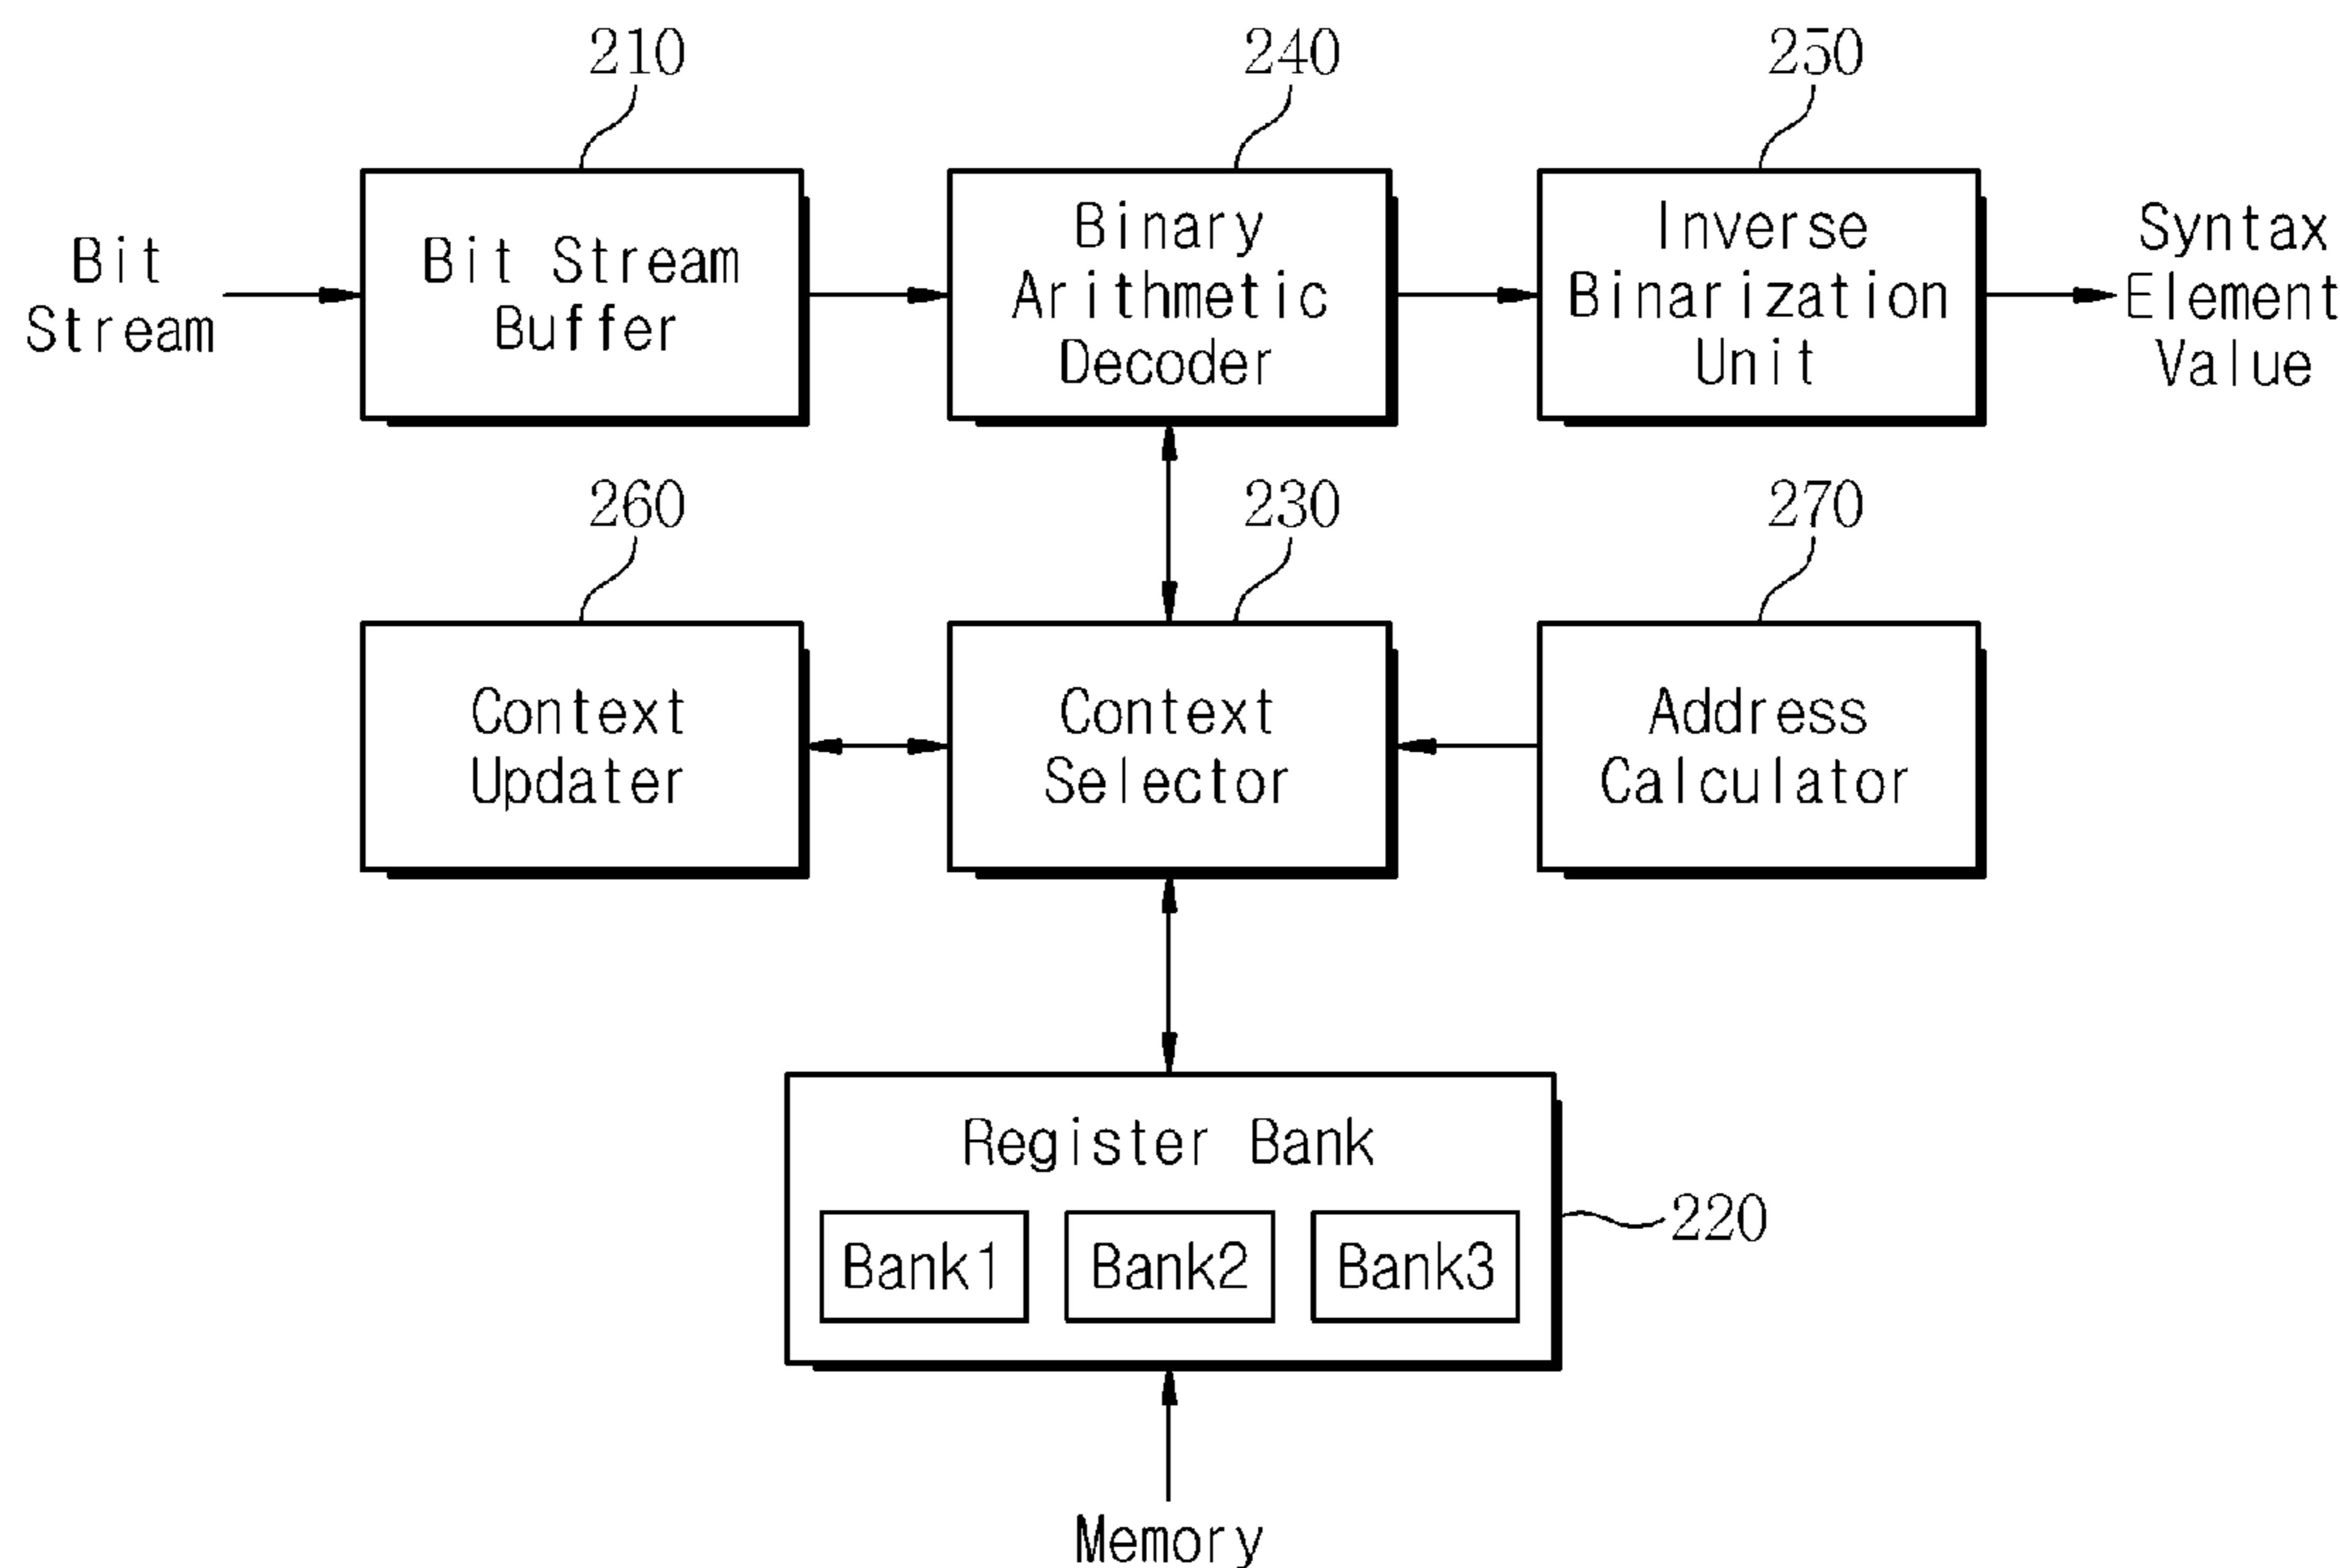 210
240
250
Bit
Stream
Bit Stream
Buffer
Binary
Arithmetic
Decoder
Inverse
Binarization
Unit
Syntax
Element
Value
260
230
270
Context
Updater
Context
Selector
Address
Calculator
Register Bank
Bank1
Bank2
Bank3
220
Memory